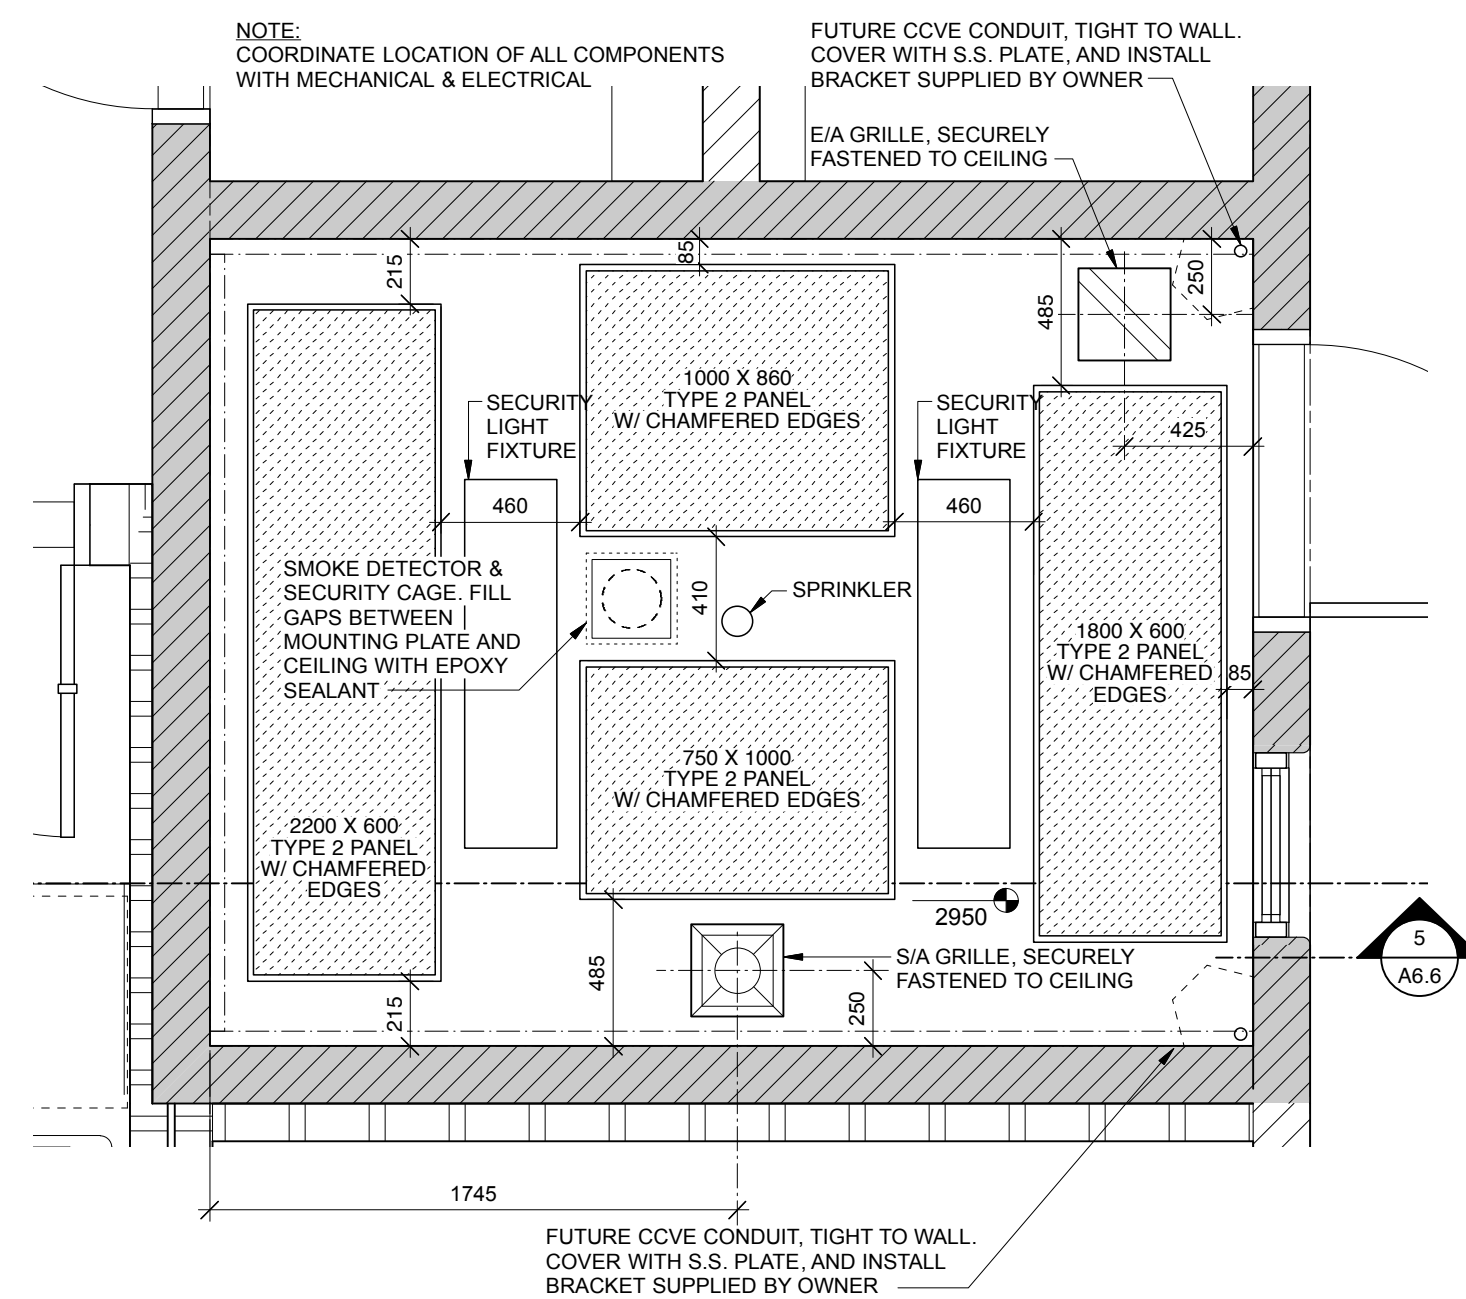 NOTE:
COORDINATE LOCATION OF ALL COMPONENTS
WITH MECHANICAL & ELECTRICAL
FUTURE CCVE CONDUIT, TIGHT TO WALL.
COVER WITH S.S. PLATE, AND INSTALL
BRACKET SUPPLIED BY OWNER
E/A GRILLE, SECURELY
FASTENED TO CEILING
215
85
485
250
1000 X 860
TYPE 2 PANEL
W/ CHAMFERED EDGES
SECURITY
LIGHT
FIXTURE
SECURITY
LIGHT
FIXTURE
425
460
460
SMOKE DETECTOR &
SECURITY CAGE. FILL
GAPS BETWEEN
MOUNTING PLATE AND
CEILING WITH EPOXY
SEALANT
410
SPRINKLER
1800 X 600
TYPE 2 PANEL
W/ CHAMFERED
EDGES
85
750 X 1000
TYPE 2 PANEL
W/ CHAMFERED EDGES
2200 X 600
TYPE 2 PANEL
W/ CHAMFERED
EDGES
2950
5
A6.6
S/A GRILLE, SECURELY
FASTENED TO CEILING
485
250
215
1745
FUTURE CCVE CONDUIT, TIGHT TO WALL.
COVER WITH S.S. PLATE, AND INSTALL
BRACKET SUPPLIED BY OWNER